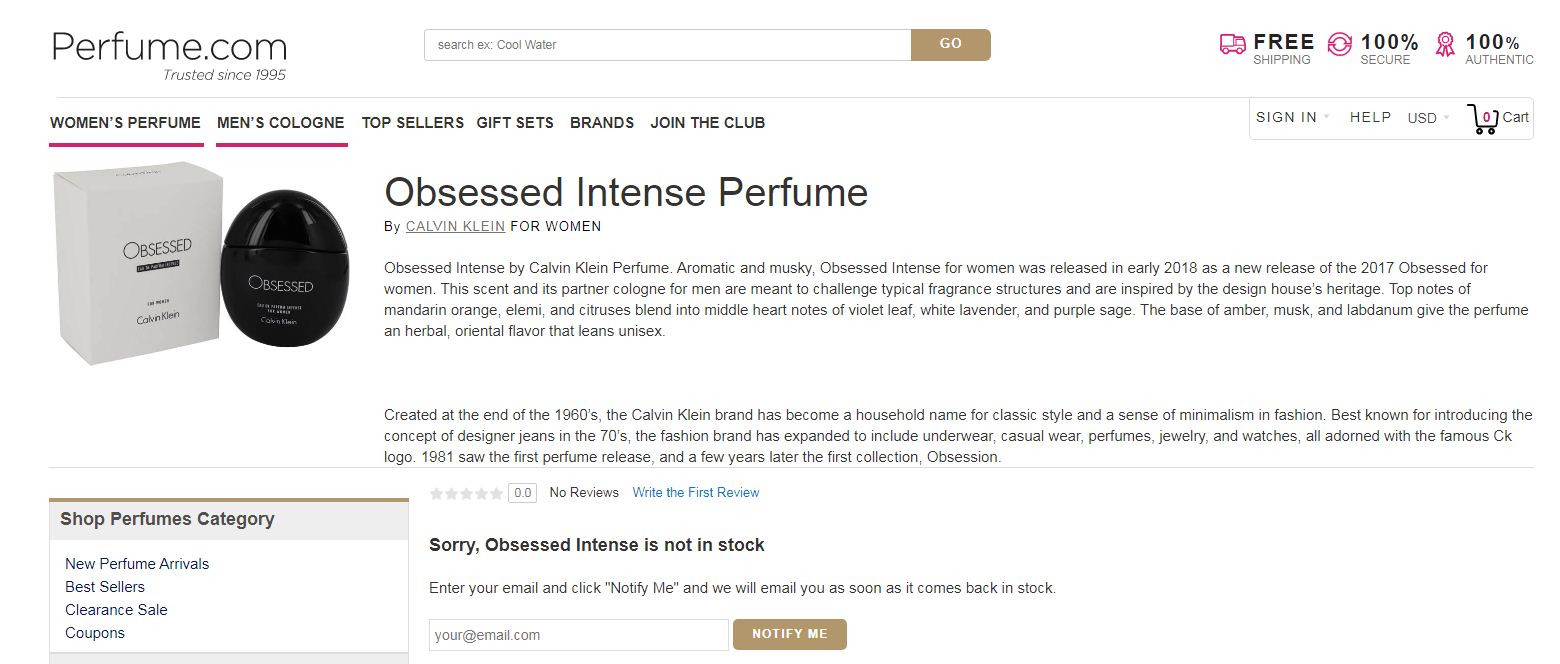 Perfume.com
Trusted since 1995
search ex: Cool Water
GO
FREE
SHIPPING
100%
SECURE
100%
AUTHENTIC
WOMEN’S PERFUME MEN’S COLOGNE TOP SELLERS GIFT SETS BRANDS JOIN THE CLUB
SIGN IN HELP USD 0 Cart
OBSESSED
EAU DE PARFUM INTENSE
FOR WOMEN
Calvin Klein
OBSESSED
EAU DE PARFUM INTENSE
FOR WOMEN
Calvin Klein
Obsessed Intense Perfume
By CALVIN KLEIN FOR WOMEN
Obsessed Intense by Calvin Klein Perfume. Aromatic and musky, Obsessed Intense for women was released in early 2018 as a new release of the 2017 Obsessed for
women. This scent and its partner cologne for men are meant to challenge typical fragrance structures and are inspired by the design house’s heritage. Top notes of
mandarin orange, elemi, and citruses blend into middle heart notes of violet leaf, white lavender, and purple sage. The base of amber, musk, and labdanum give the perfume
an herbal, oriental flavor that leans unisex.
Created at the end of the 1960’s, the Calvin Klein brand has become a household name for classic style and a sense of minimalism in fashion. Best known for introducing the
concept of designer jeans in the 70’s, the fashion brand has expanded to include underwear, casual wear, perfumes, jewelry, and watches, all adorned with the famous Ck
logo. 1981 saw the first perfume release, and a few years later the first collection, Obsession.
0.0 No Reviews Write the First Review
Shop Perfumes Category
New Perfume Arrivals
Best Sellers
Clearance Sale
Coupons
Sorry, Obsessed Intense is not in stock
Enter your email and click "Notify Me" and we will email you as soon as it comes back in stock.
your@email.com
NOTIFY ME